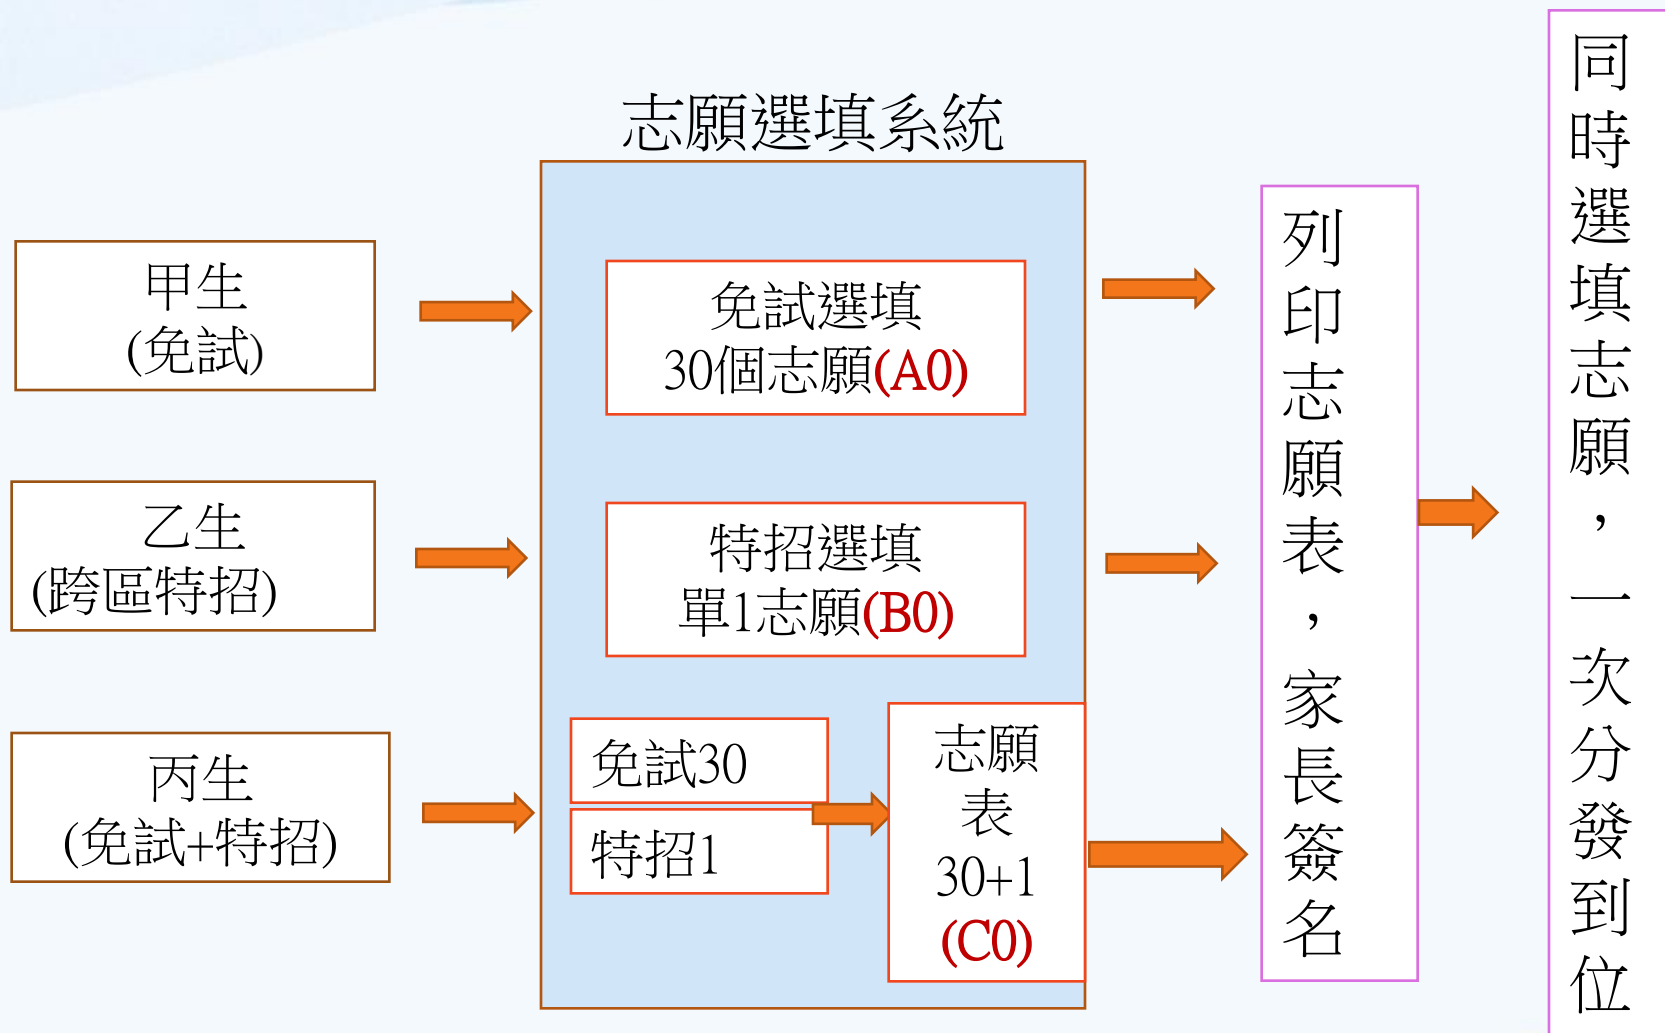 志願選填系統
甲生
(免試)
免試選填
30個志願(A0)
乙生
(跨區特招)
特招選填
單1志願(B0)
丙生
(免試+特招)
免試30
特招1
志願
表
30+1
(C0)
列印志願表，家長簽名
同時選填志願，一次分發到位